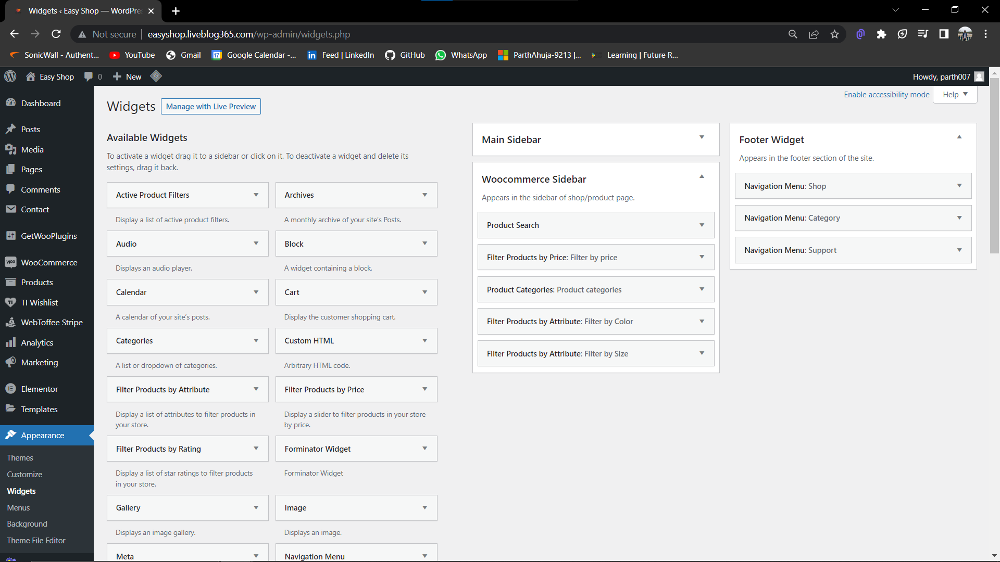 Widgets ‹ Easy Shop — WordPre
Not secure easyshop.liveblog365.com/wp-admin/widgets.php
SonicWall - Authent... YouTube Gmail Google Calendar -... Feed | LinkedIn GitHub WhatsApp ParthAhuja-9213 |... Learning | Future R...
Easy Shop 0 New Howdy, parth007
Dashboard
Posts
Media
Pages
Comments
Contact
GetWooPlugins
WooCommerce
Products
TI Wishlist
WebToffee Stripe
Analytics
Marketing
Elementor
Templates
Appearance
Themes
Customize
Widgets
Menus
Background
Theme File Editor
Enable accessibility mode Help
Widgets Manage with Live Preview
Available Widgets
To activate a widget drag it to a sidebar or click on it. To deactivate a widget and delete its
settings, drag it back.
Active Product Filters Archives
Display a list of active product filters. A monthly archive of your site's Posts.
Audio Block
Displays an audio player. A widget containing a block.
Calendar Cart
A calendar of your site's posts. Display the customer shopping cart.
Categories Custom HTML
A list or dropdown of categories. Arbitrary HTML code.
Filter Products by Attribute Filter Products by Price
Display a list of attributes to filter products in Display a slider to filter products in your store
your store. by price.
Filter Products by Rating Forminator Widget
Display a list of star ratings to filter products Forminator Widget
in your store.
Gallery Image
Displays an image gallery. Displays an image.
Meta Navigation Menu
Main Sidebar
Woocommerce Sidebar
Appears in the sidebar of shop/product page.
Product Search
Filter Products by Price: Filter by price
Product Categories: Product categories
Filter Products by Attribute: Filter by Color
Filter Products by Attribute: Filter by Size
Footer Widget
Appears in the footer section of the site.
Navigation Menu: Shop
Navigation Menu: Category
Navigation Menu: Support